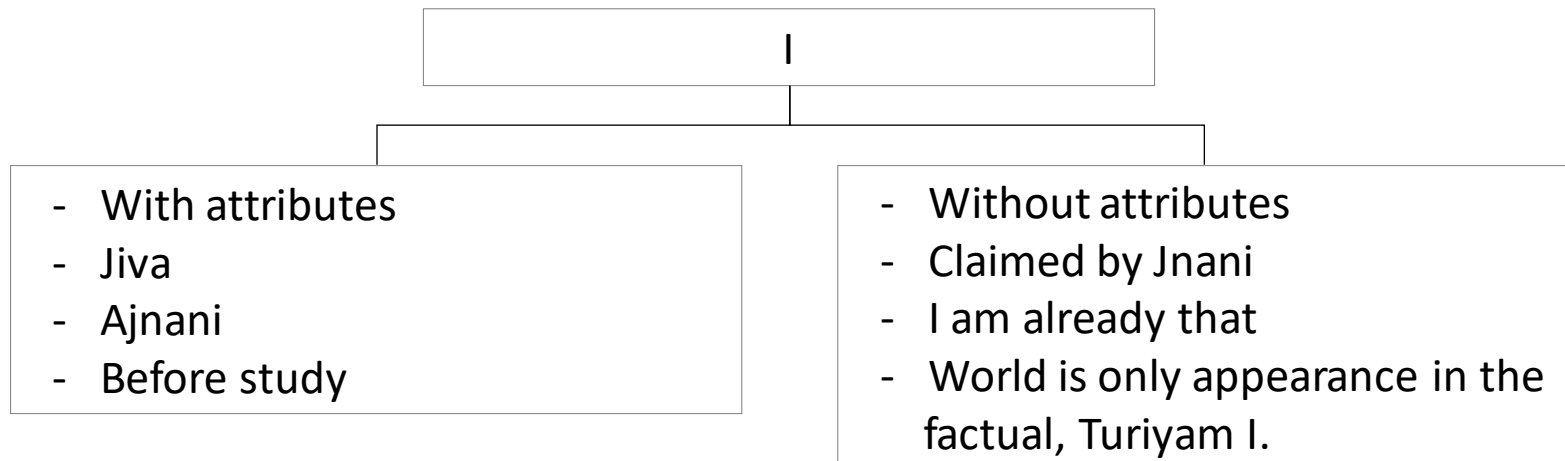 I
- With attributes
- Jiva
- Ajnani
- Before study
- Without attributes
- Claimed by Jnani
- I am already that
- World is only appearance in the
factual, Turiyam I.